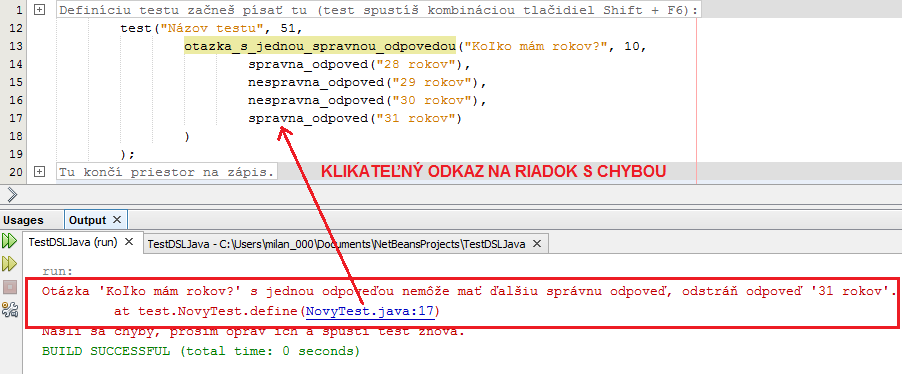 1 Definíciu testu začneš písať tu (test spustíš kombináciou tlačidiel Shift + F6):
12 test("Názov testu", 51,
13 otazka_s_jednou_spravnou_odpovedou("Koľko mám rokov?", 10,
14 spravna_odpoved("28 rokov"),
15 nespravna_odpoved("29 rokov"),
16 nespravna_odpoved("30 rokov"),
17 spravna_odpoved("31 rokov")
18 )
19 );
20 Tu končí priestor na zápis. KLIKATEĽNÝ ODKAZ NA RIADOK S CHYBOU
Usages Output
TestDSLJava (run) TestDSLJava - C:\Users\milan_000\Documents\NetBeansProjects\TestDSLJava
run:
Otázka 'Koľko mám rokov?' s jednou odpoveďou nemôže mať ďalšiu správnu odpoveď, odstráň odpoveď '31 rokov'.
at test.NovyTest.define(NovyTest.java:17)
Našli sa chyby, prosím oprav ich a spusti test znova.
BUILD SUCCESSFUL (total time: 0 seconds)